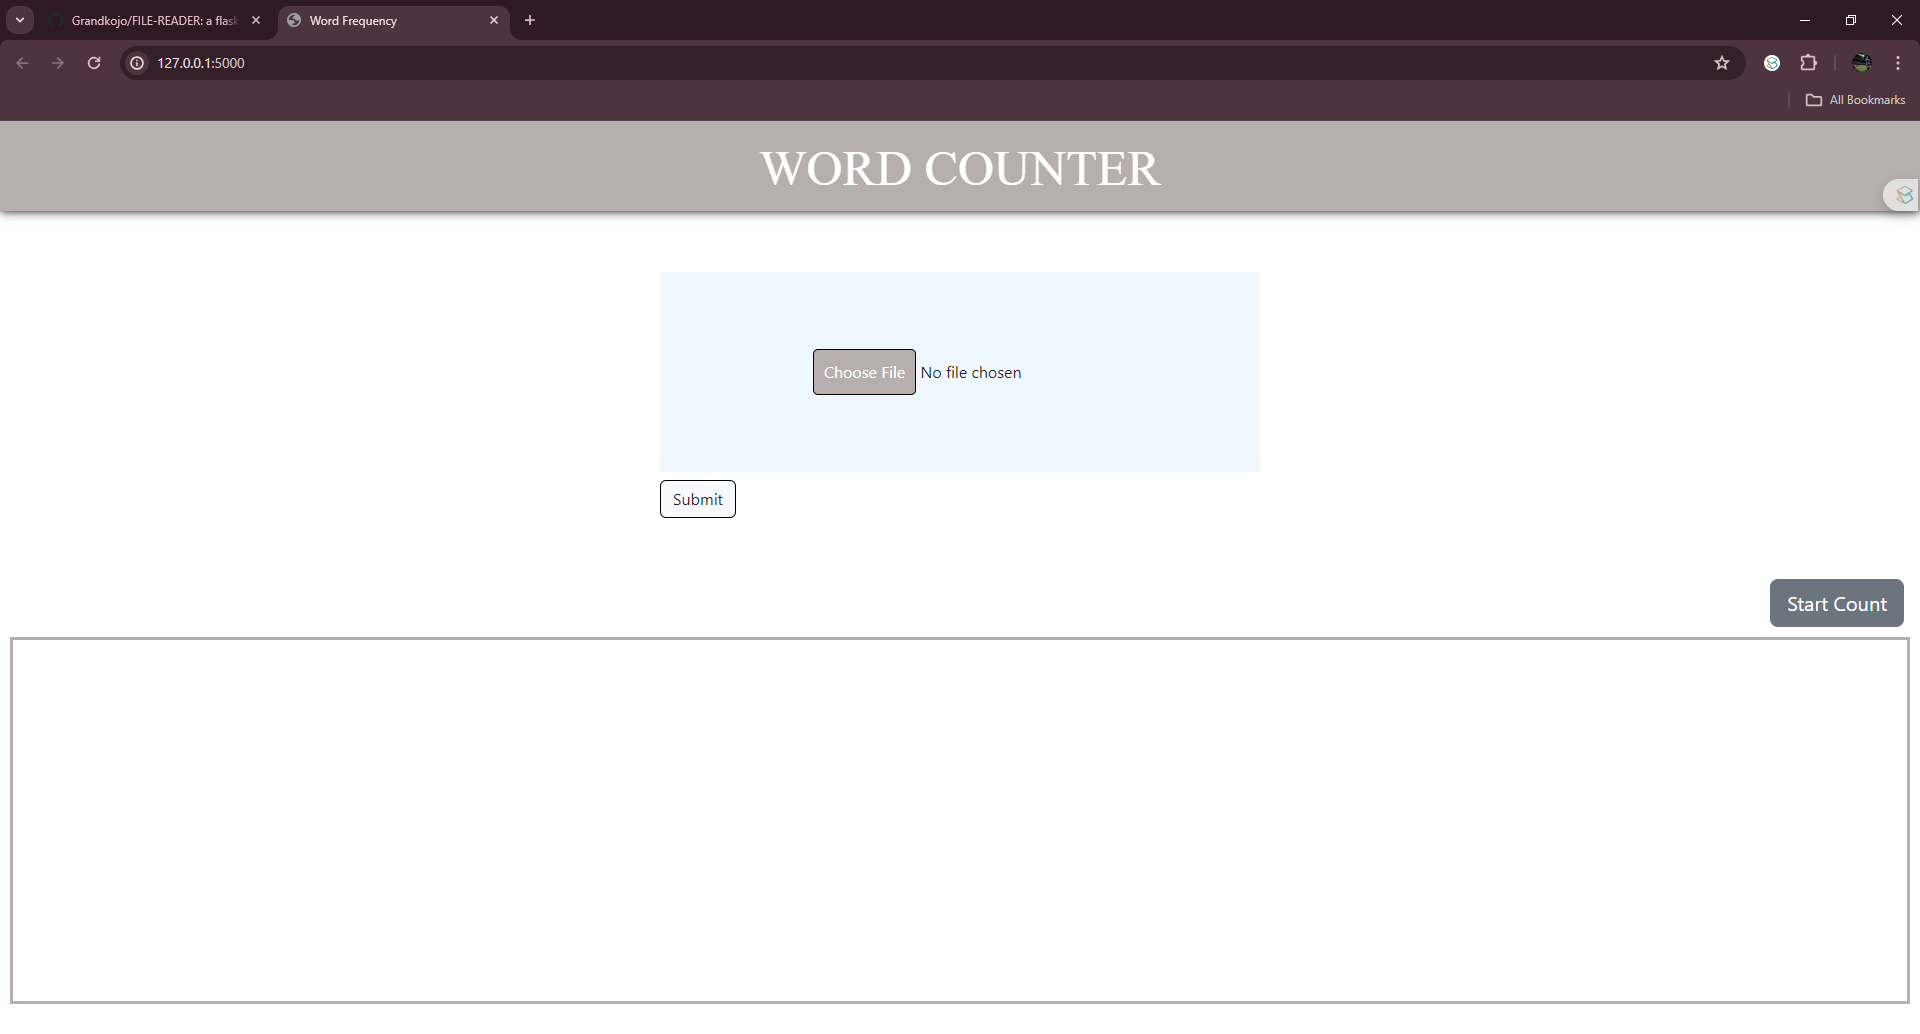 Grandkojo/FILE-READER: a flask
Word Frequency
127.0.0.1:5000
All Bookmarks
WORD COUNTER
Choose File No file chosen
Submit
Start Count